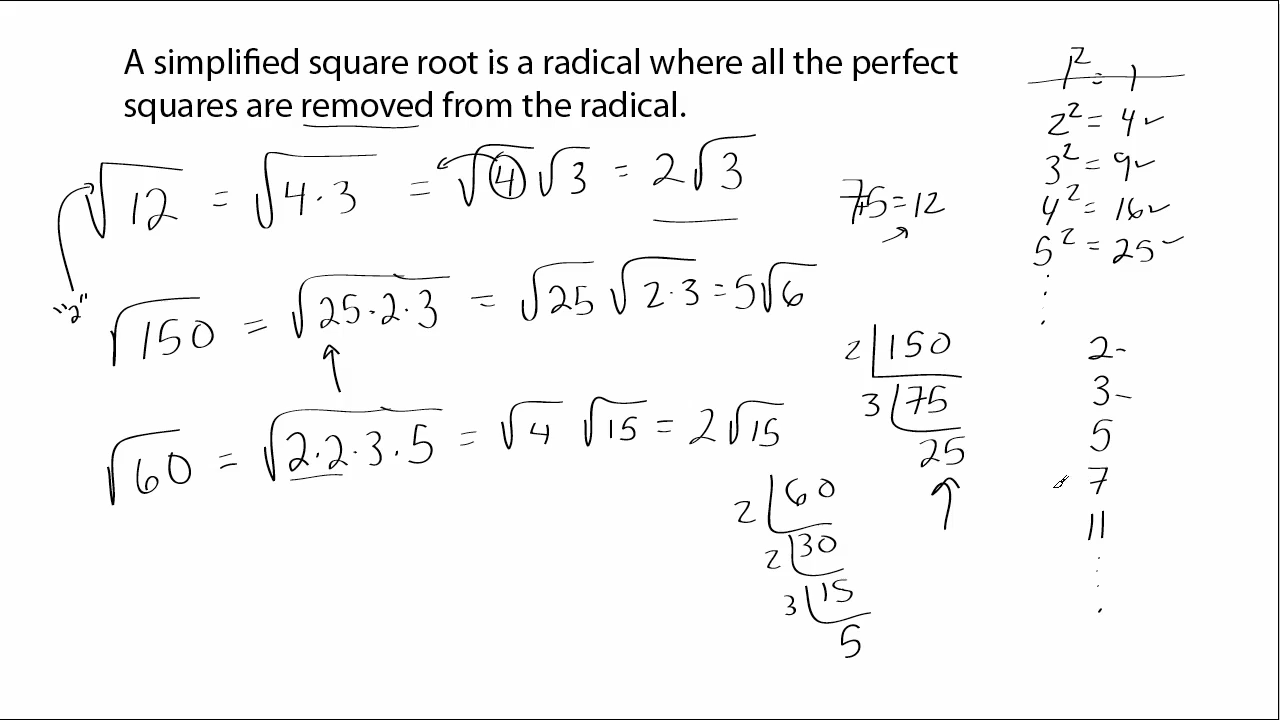 A simplified square root is a radical where all the perfect
squares are removed from the radical.
√12 = √4·3 = √4 √3 = 2√3
"2"
√150 = √25·2·3 = √25 √2·3 = 5√6
√60 = √2·2·3·5 = √4 √15 = 2√15
7+5=12
2 150
3 75
25
2 60
2 30
3 15
5
1² = 1
2² = 4
3² = 9
4² = 16
5² = 25
2
3
5
7
11